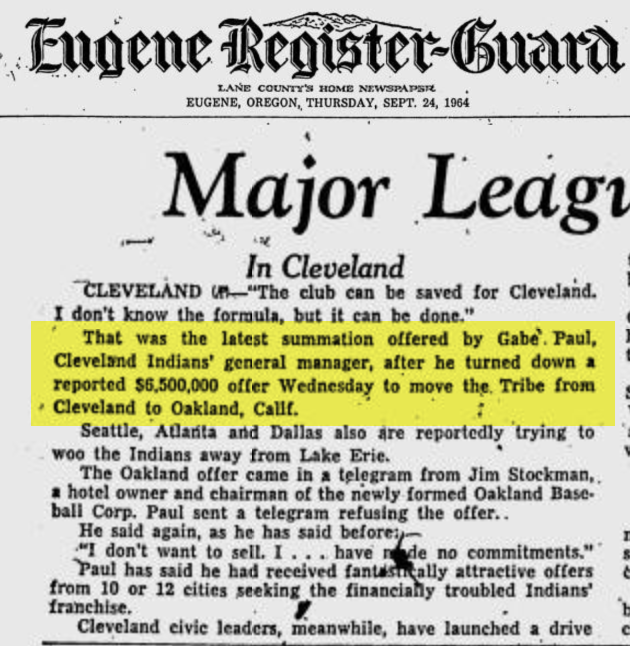 Eugene Register-Guard
LANE COUNTY'S HOME NEWSPAPER
EUGENE, OREGON, THURSDAY, SEPT. 24, 1964
Major Leagu
In Cleveland
CLEVELAND (AP)—"The club can be saved for Cleveland.
I don't know the formula, but it can be done."
That was the latest summation offered by Gabe Paul,
Cleveland Indians' general manager, after he turned down a
reported $6,500,000 offer Wednesday to move the Tribe from
Cleveland to Oakland, Calif.
Seattle, Atlanta and Dallas also are reportedly trying to
woo the Indians away from Lake Erie.
The Oakland offer came in a telegram from Jim Stockman,
a hotel owner and chairman of the newly formed Oakland Base-
ball Corp. Paul sent a telegram refusing the offer..
He said again, as he has said before:
"I don't want to sell. I . . . have made no commitments."
Paul has said he had received fantastically attractive offers
from 10 or 12 cities seeking the financially troubled Indians'
franchise.
Cleveland civic leaders, meanwhile, have launched a drive